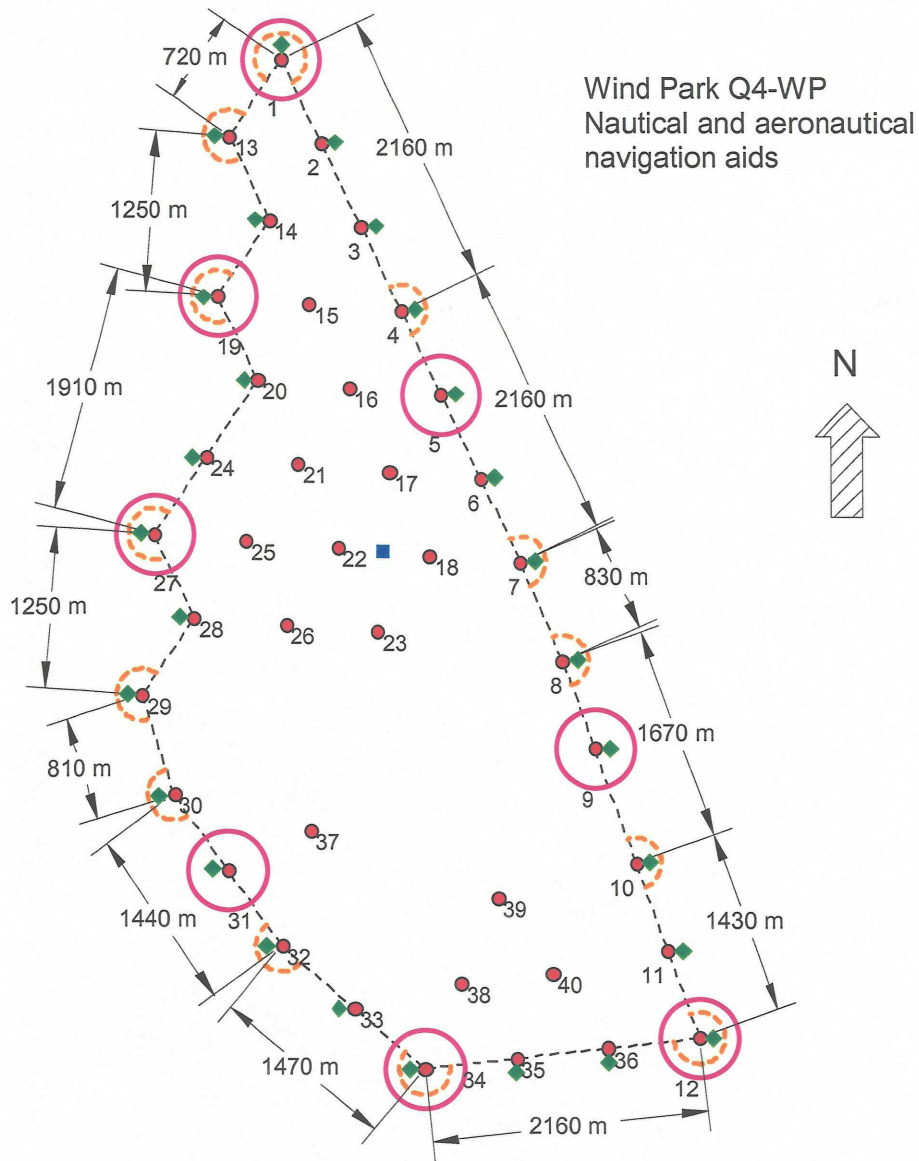 Wind Park Q4-WP
Nautical and aeronautical
navigation aids
N
720 m
2160 m
1250 m
1910 m
2160 m
830 m
1250 m
1670 m
810 m
1430 m
1440 m
1470 m
2160 m
1
13
2
14
3
19
15
4
20
16
5
24
21
17
6
27
25
22
18
7
28
26
23
8
29
9
30
37
10
31
39
32
11
38
40
33
34
35
36
12